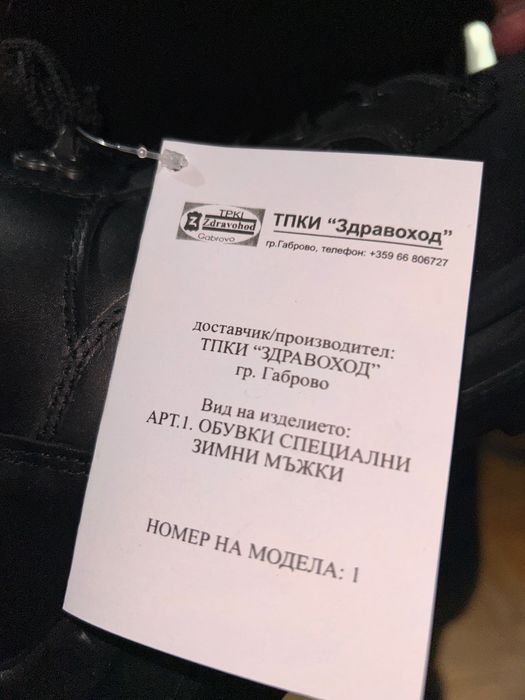 TPKI
Zdravohod
Gabrovo
ТПКИ “Здравоход”
гр.Габрово, телефон: +359 66 806727
доставчик/производител:
ТПКИ “ЗДРАВОХОД”
гр. Габрово
Вид на изделието:
АРТ.1. ОБУВКИ СПЕЦИАЛНИ
ЗИМНИ МЪЖКИ
НОМЕР НА МОДЕЛА: 1